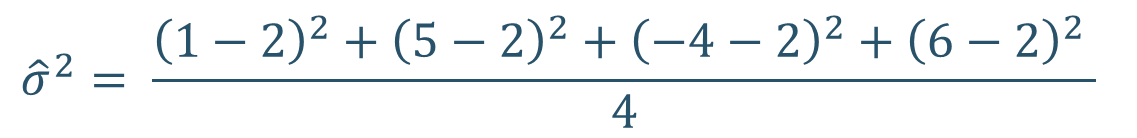 σ̂² = ((1 − 2)² + (5 − 2)² + (−4 − 2)² + (6 − 2)²) / 4